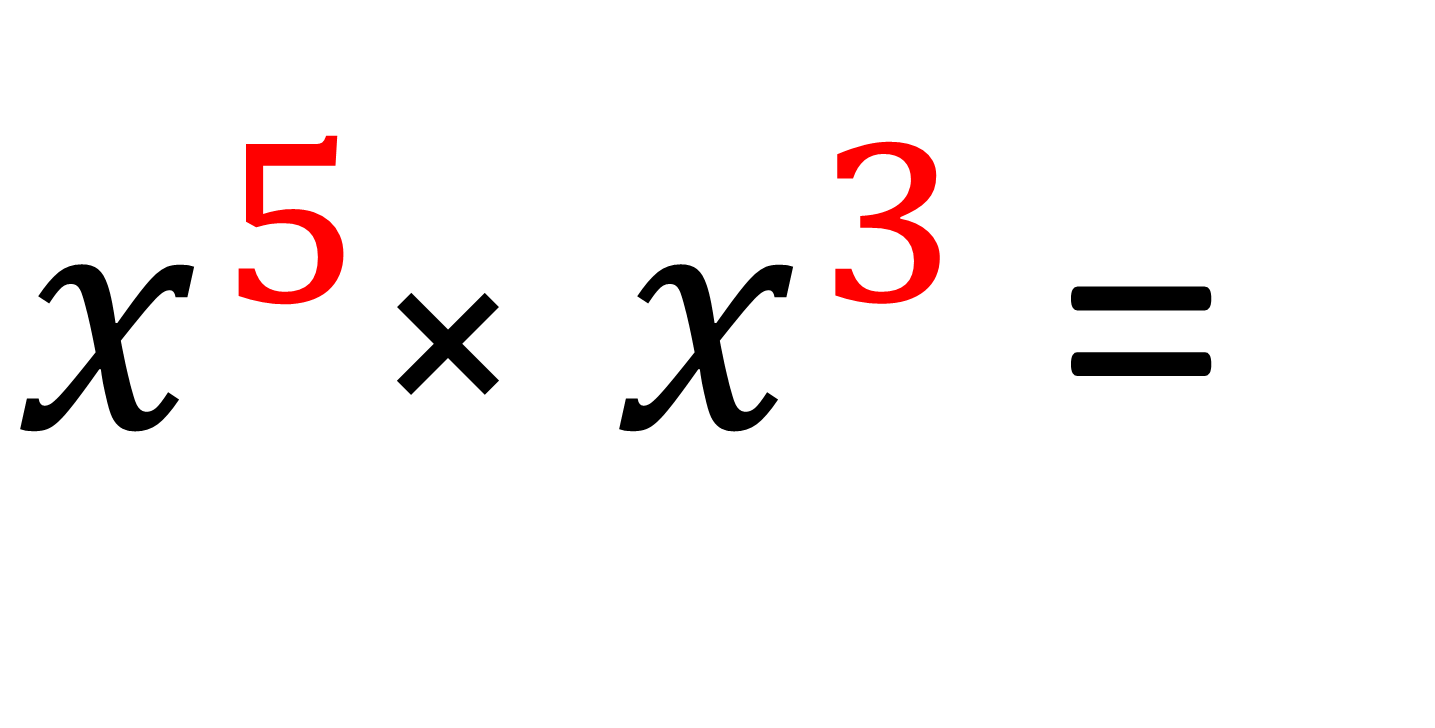 x⁵ × x³ =